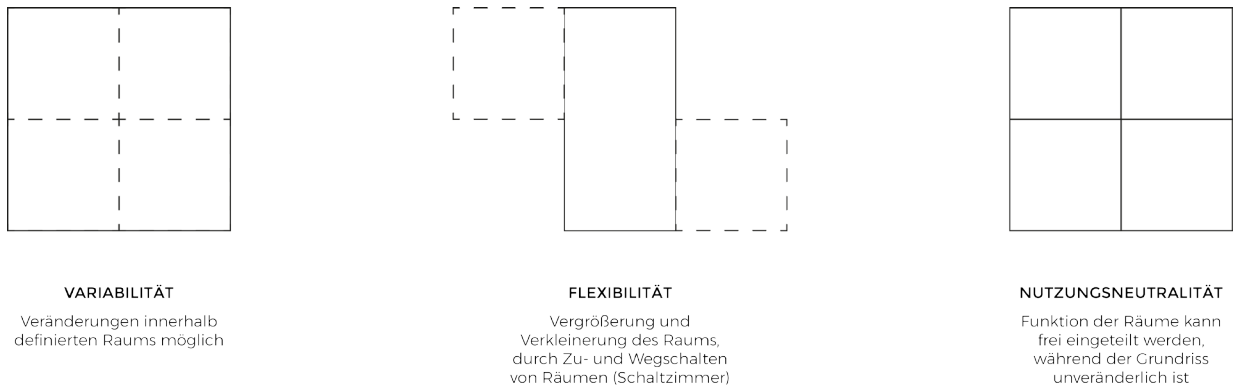 VARIABILITÄT
Veränderungen innerhalb
definierten Raums möglich
FLEXIBILITÄT
Vergrößerung und
Verkleinerung des Raums,
durch Zu- und Wegschalten
von Räumen (Schaltzimmer)
NUTZUNGSNEUTRALITÄT
Funktion der Räume kann
frei eingeteilt werden,
während der Grundriss
unveränderlich ist